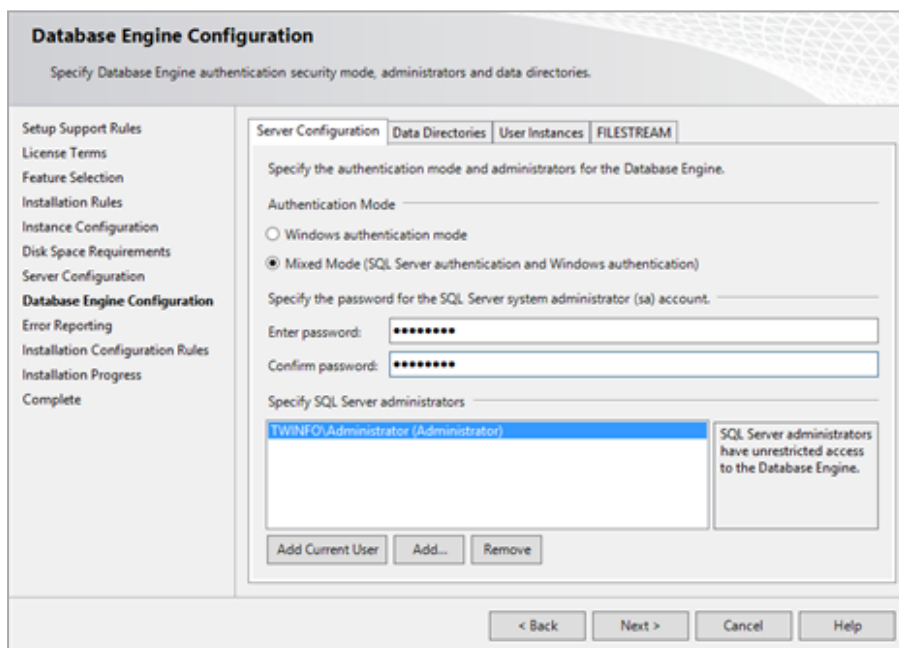 Database Engine Configuration
Specify Database Engine authentication security mode, administrators and data directories.
Setup Support Rules
License Terms
Feature Selection
Installation Rules
Instance Configuration
Disk Space Requirements
Server Configuration
Database Engine Configuration
Error Reporting
Installation Configuration Rules
Installation Progress
Complete
Server Configuration Data Directories User Instances FILESTREAM
Specify the authentication mode and administrators for the Database Engine.
Authentication Mode
Windows authentication mode
Mixed Mode (SQL Server authentication and Windows authentication)
Specify the password for the SQL Server system administrator (sa) account.
Enter password: ●●●●●●●●
Confirm password: ●●●●●●●●
Specify SQL Server administrators
TWINFO\Administrator (Administrator)
SQL Server administrators
have unrestricted access
to the Database Engine.
Add Current User Add... Remove
< Back Next > Cancel Help